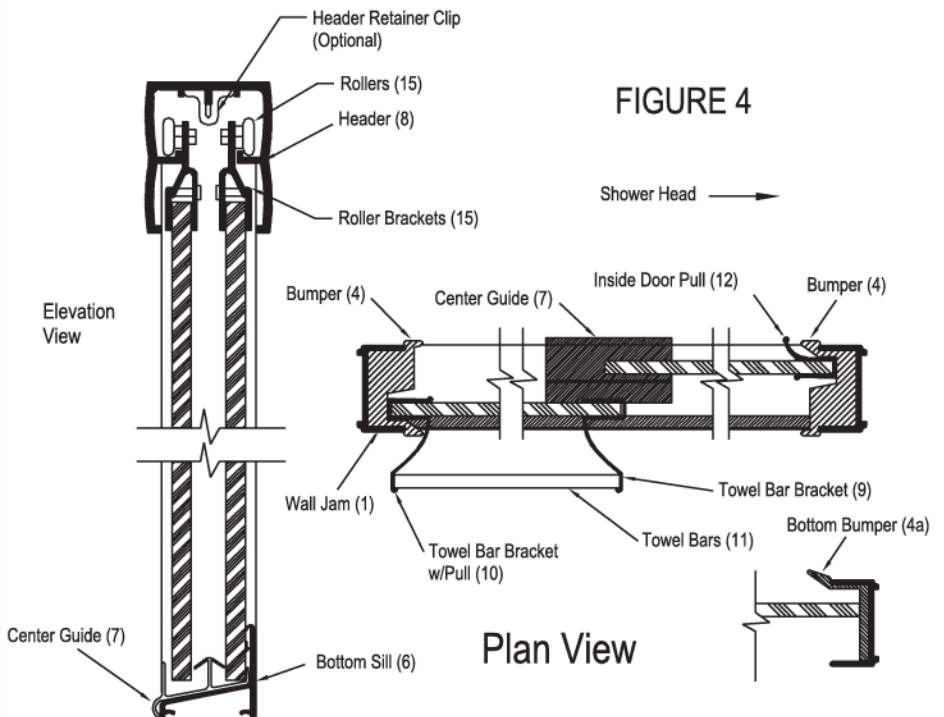 Header Retainer Clip
(Optional)
Rollers (15)
FIGURE 4
Header (8)
Shower Head
Roller Brackets (15)
Inside Door Pull (12)
Bumper (4)
Center Guide (7)
Bumper (4)
Elevation
View
Wall Jam (1)
Towel Bar Bracket (9)
Towel Bars (11)
Bottom Bumper (4a)
Towel Bar Bracket
w/Pull (10)
Center Guide (7)
Bottom Sill (6)
Plan View